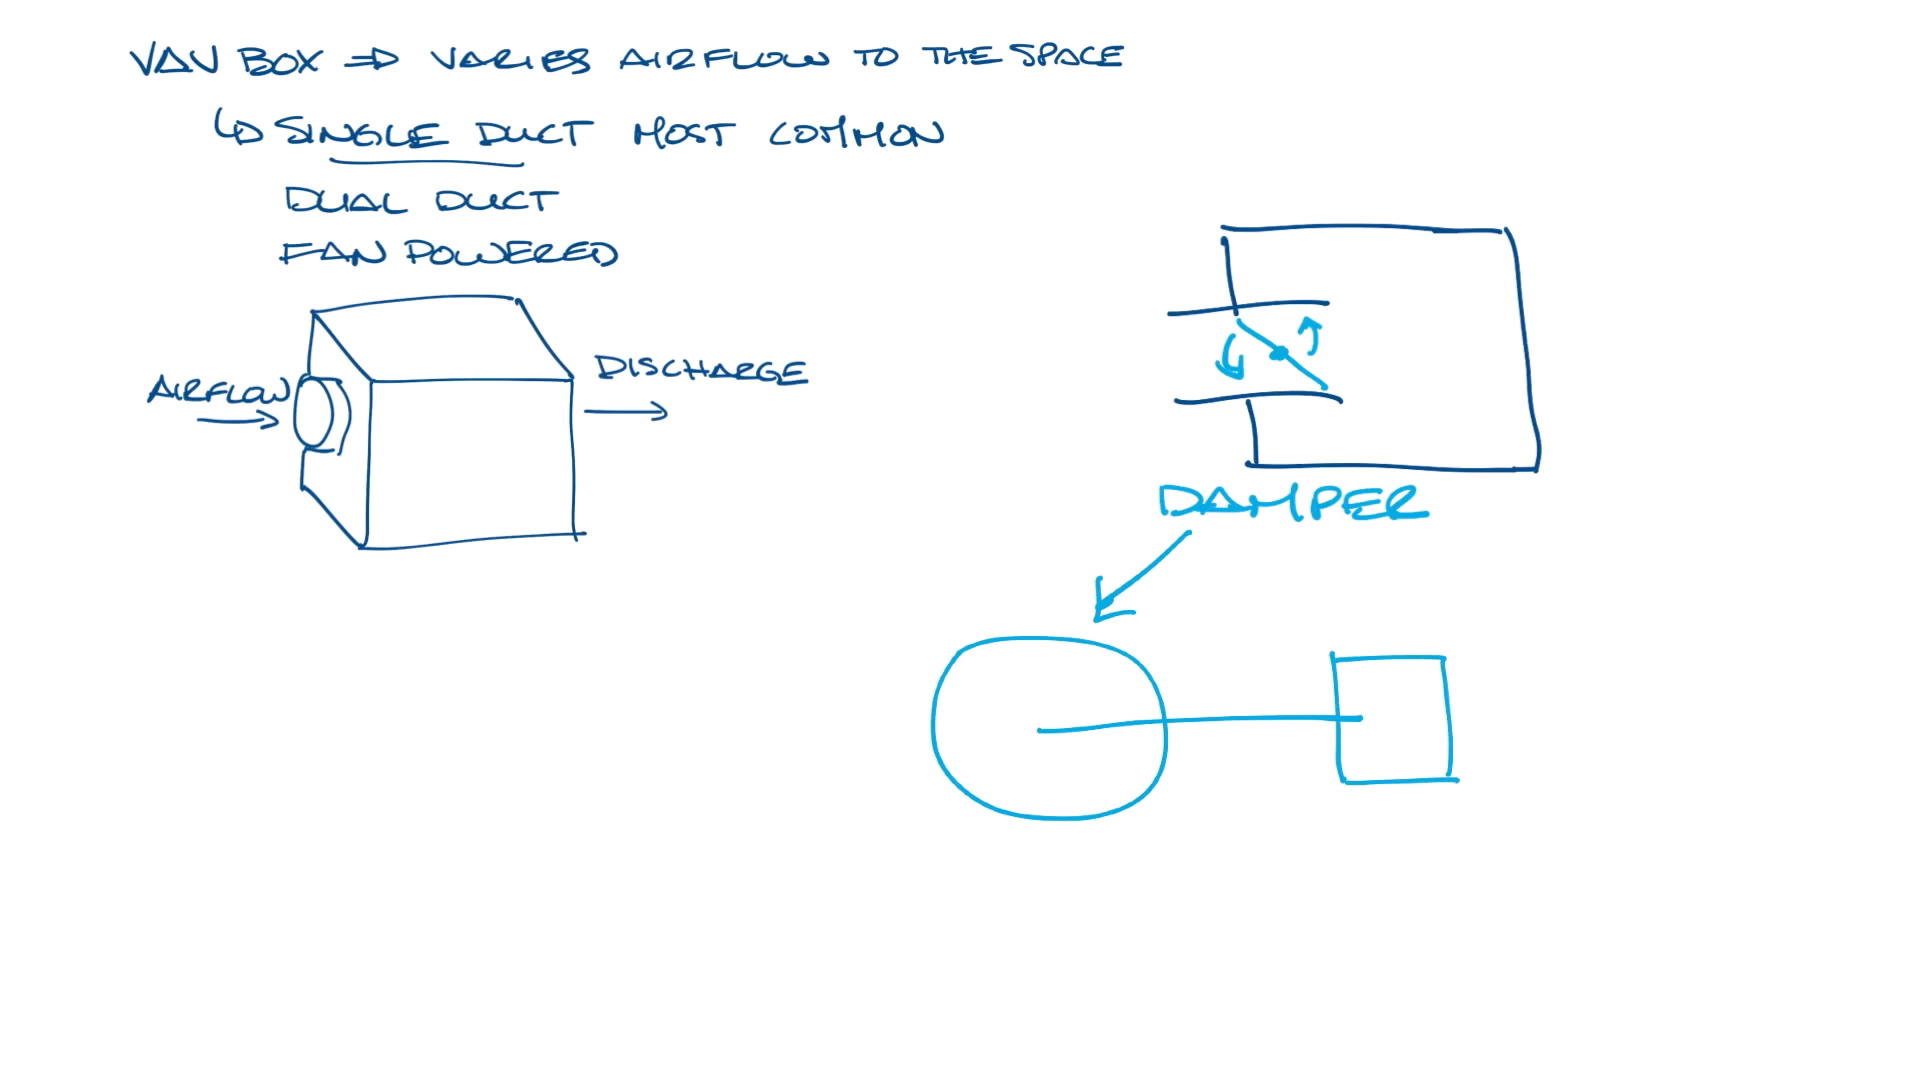 VAV BOX ⇒ VARIES AIRFLOW TO THE SPACE
↳ SINGLE DUCT MOST COMMON
DUAL DUCT
FAN POWERED
AIRFLOW
DISCHARGE
DAMPER